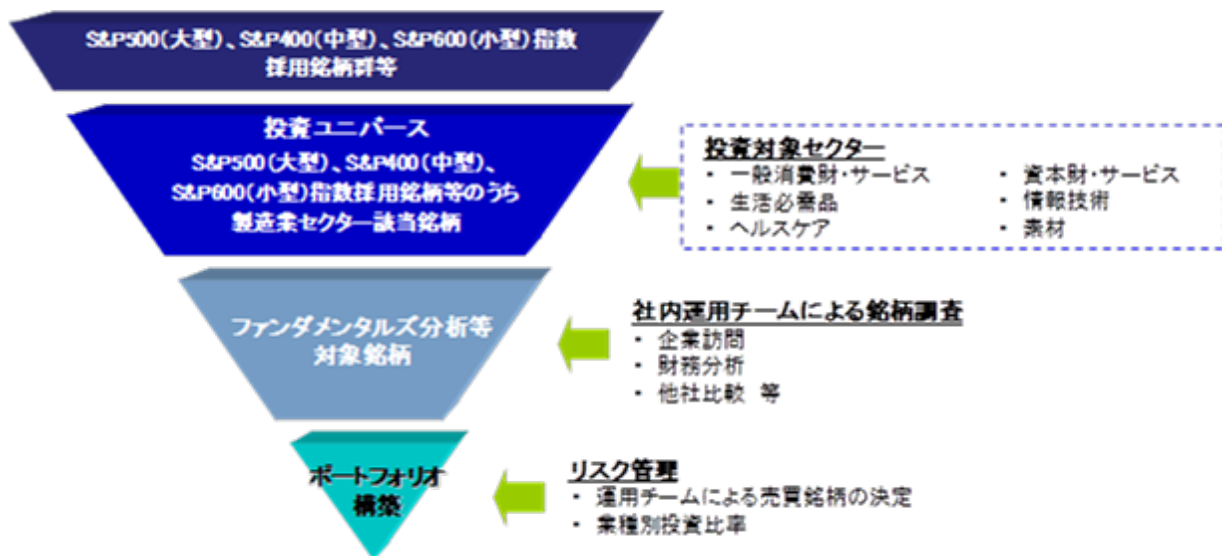 S&P500(大型)、S&P400(中型)、S&P600(小型)指数
採用銘柄群等
投資ユニバース
S&P500(大型)、S&P400(中型)、
S&P600(小型)指数採用銘柄等のうち
製造業セクター該当銘柄
投資対象セクター
・ 一般消費財・サービス
・ 生活必需品
・ ヘルスケア
・ 資本財・サービス
・ 情報技術
・ 素材
ファンダメンタルズ分析等
対象銘柄
社内運用チームによる銘柄調査
・ 企業訪問
・ 財務分析
・ 他社比較 等
ポートフォリオ
構築
リスク管理
・ 運用チームによる売買銘柄の決定
・ 業種別投資比率